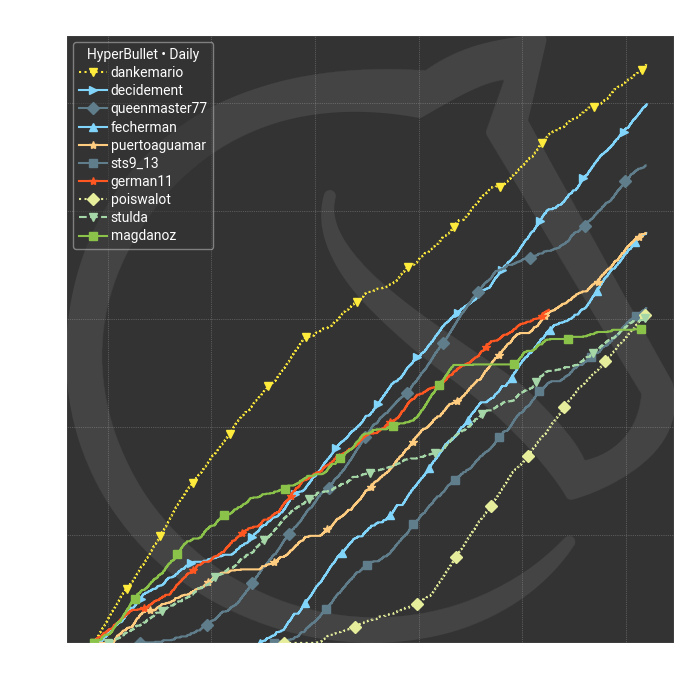 HyperBullet • Daily
dankemario
decidement
queenmaster77
fecherman
puertoaguamar
sts9_13
german11
poiswalot
stulda
magdanoz